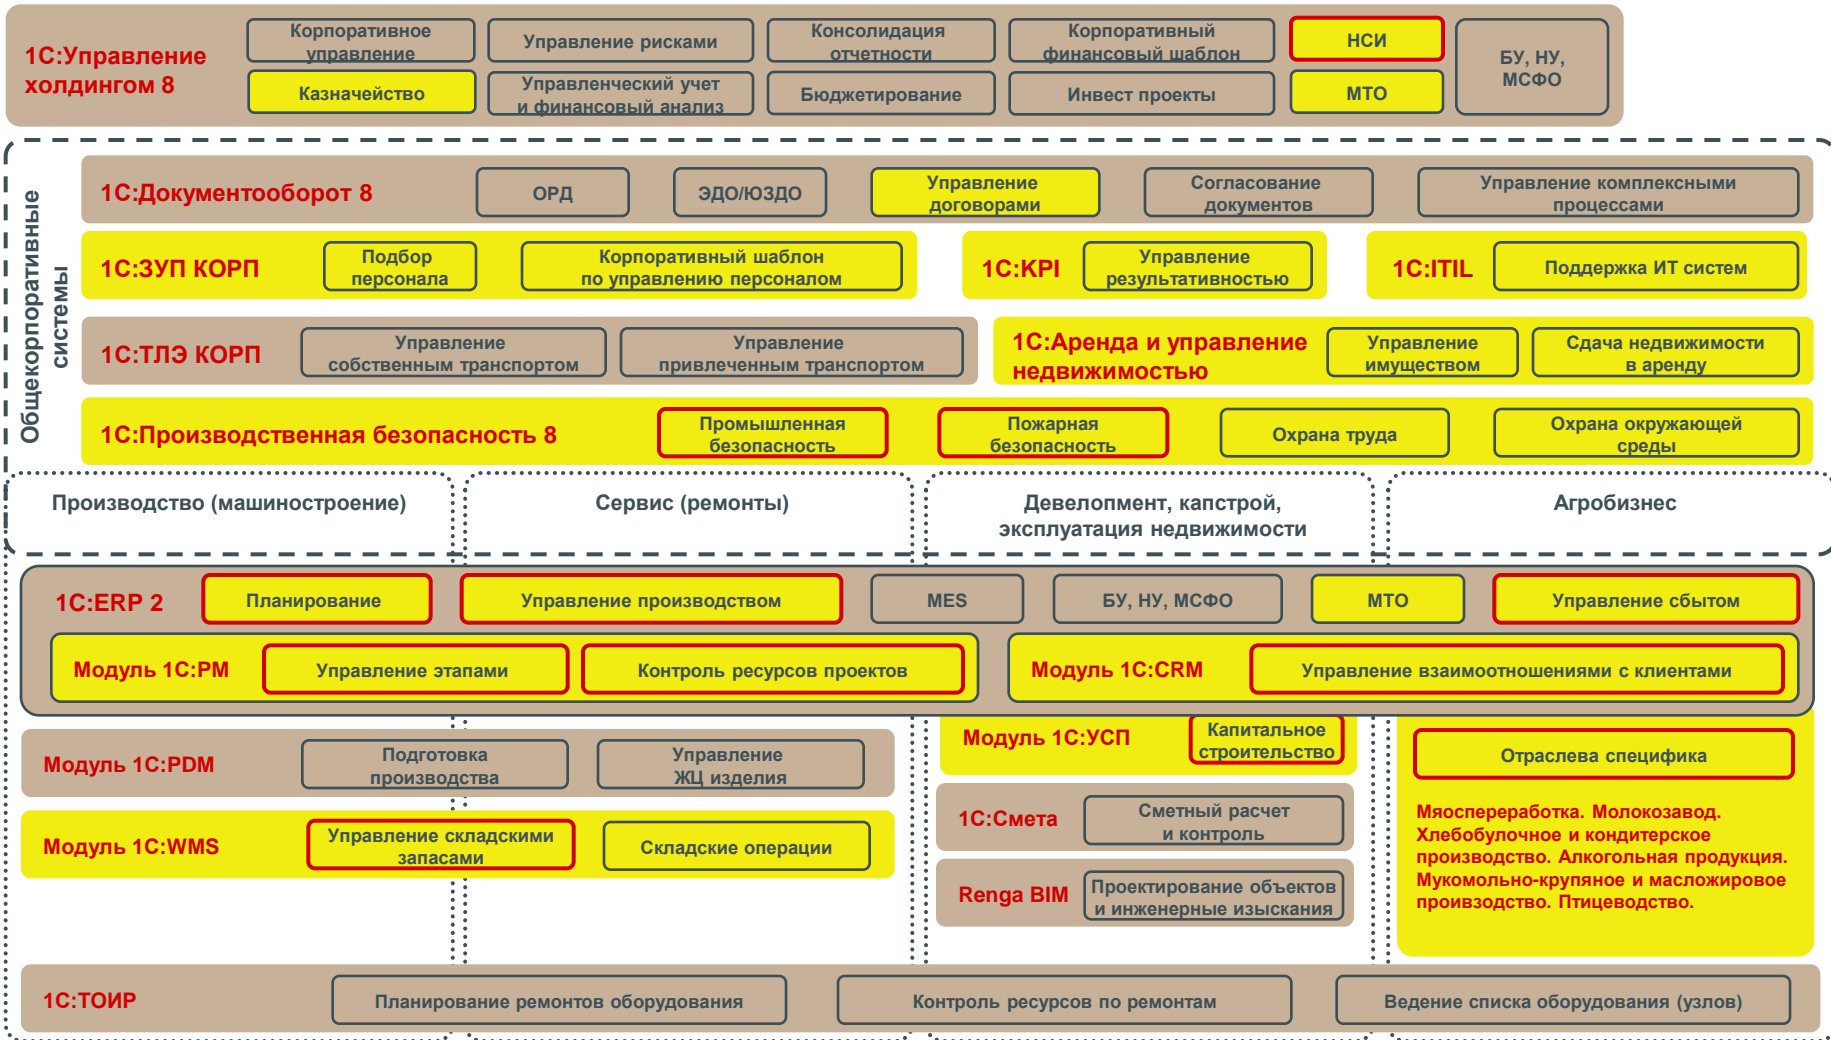 1С:Управление
холдингом 8
Корпоративное
управление
Управление рисками
Консолидация
отчетности
Корпоративный
финансовый шаблон
НСИ
БУ, НУ,
МСФО
Казначейство
Управленческий учет
и финансовый анализ
Бюджетирование
Инвест проекты
МТО
Общекорпоративные
системы
1С:Документооборот 8
ОРД
ЭДО/ЮЗДО
Управление
договорами
Согласование
документов
Управление комплексными
процессами
1С:ЗУП КОРП
Подбор
персонала
Корпоративный шаблон
по управлению персоналом
1С:KPI
Управление
результативностью
1С:ITIL
Поддержка ИТ систем
1С:ТЛЭ КОРП
Управление
собственным транспортом
Управление
привлеченным транспортом
1С:Аренда и управление
недвижимостью
Управление
имуществом
Сдача недвижимости
в аренду
1С:Производственная безопасность 8
Промышленная
безопасность
Пожарная
безопасность
Охрана труда
Охрана окружающей
среды
Производство (машиностроение)
Сервис (ремонты)
Девелопмент, капстрой,
эксплуатация недвижимости
Агробизнес
1С:ERP 2
Планирование
Управление производством
MES
БУ, НУ, МСФО
МТО
Управление сбытом
Модуль 1С:PM
Управление этапами
Контроль ресурсов проектов
Модуль 1С:CRM
Управление взаимоотношениями с клиентами
Модуль 1С:PDM
Подготовка
производства
Управление
ЖЦ изделия
Модуль 1С:УСП
Капитальное
строительство
Отраслева специфика
Модуль 1С:WMS
Управление складскими
запасами
Складские операции
1С:Смета
Сметный расчет
и контроль
Renga BIM
Проектирование объектов
и инженерные изыскания
Мяоспереработка. Молокозавод.
Хлебобулочное и кондитерское
производство. Алкогольная продукция.
Мукомольно-крупяное и масложировое
проивзодство. Птицеводство.
1С:ТОИР
Планирование ремонтов оборудования
Контроль ресурсов по ремонтам
Ведение списка оборудования (узлов)